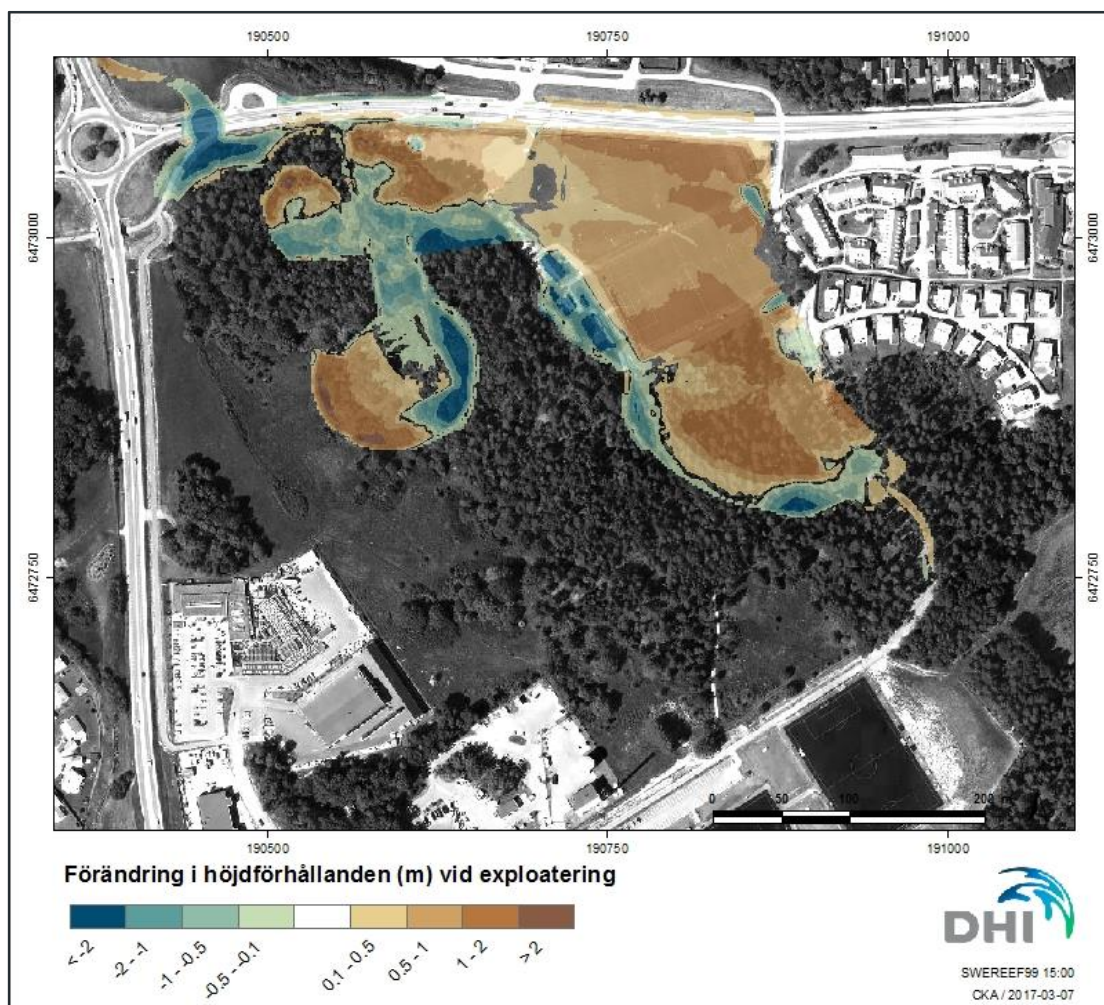 190500 190750 191000
6473000 6473000
6472750 6472750
0 50 100 200 m
190500 190750 191000
Förändring i höjdförhållanden (m) vid exploatering
< -2 -2 - -1 -1 - -0.5 -0.5 - -0.1 0.1 - 0.5 0.5 - 1 1 - 2 > 2
DHI
SWEREEF99 15:00
CKA / 2017-03-07